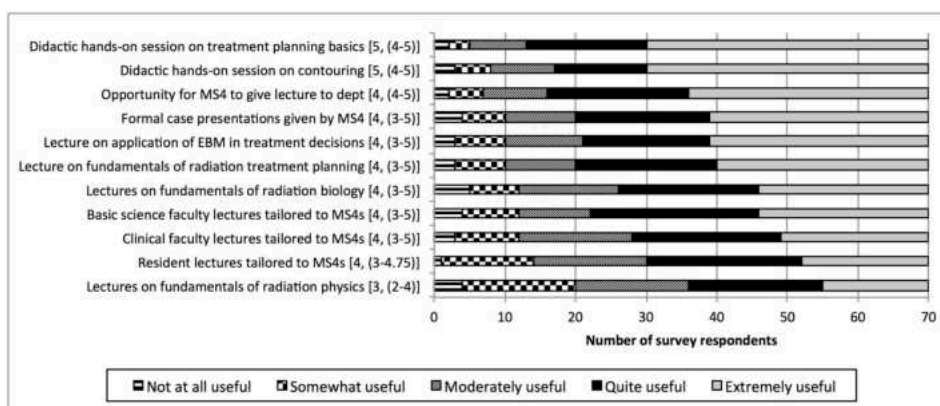 Didactic hands-on session on treatment planning basics [5, (4-5)]
Didactic hands-on session on contouring [5, (4-5)]
Opportunity for MS4 to give lecture to dept [4, (4-5)]
Formal case presentations given by MS4 [4, (3-5)]
Lecture on application of EBM in treatment decisions [4, (3-5)]
Lecture on fundamentals of radiation treatment planning [4, (3-5)]
Lectures on fundamentals of radiation biology [4, (3-5)]
Basic science faculty lectures tailored to MS4s [4, (3-5)]
Clinical faculty lectures tailored to MS4s [4, (3-5)]
Resident lectures tailored to MS4s [4, (3-4.75)]
Lectures on fundamentals of radiation physics [3, (2-4)]
0 10 20 30 40 50 60 70
Number of survey respondents
Not at all useful Somewhat useful Moderately useful Quite useful Extremely useful